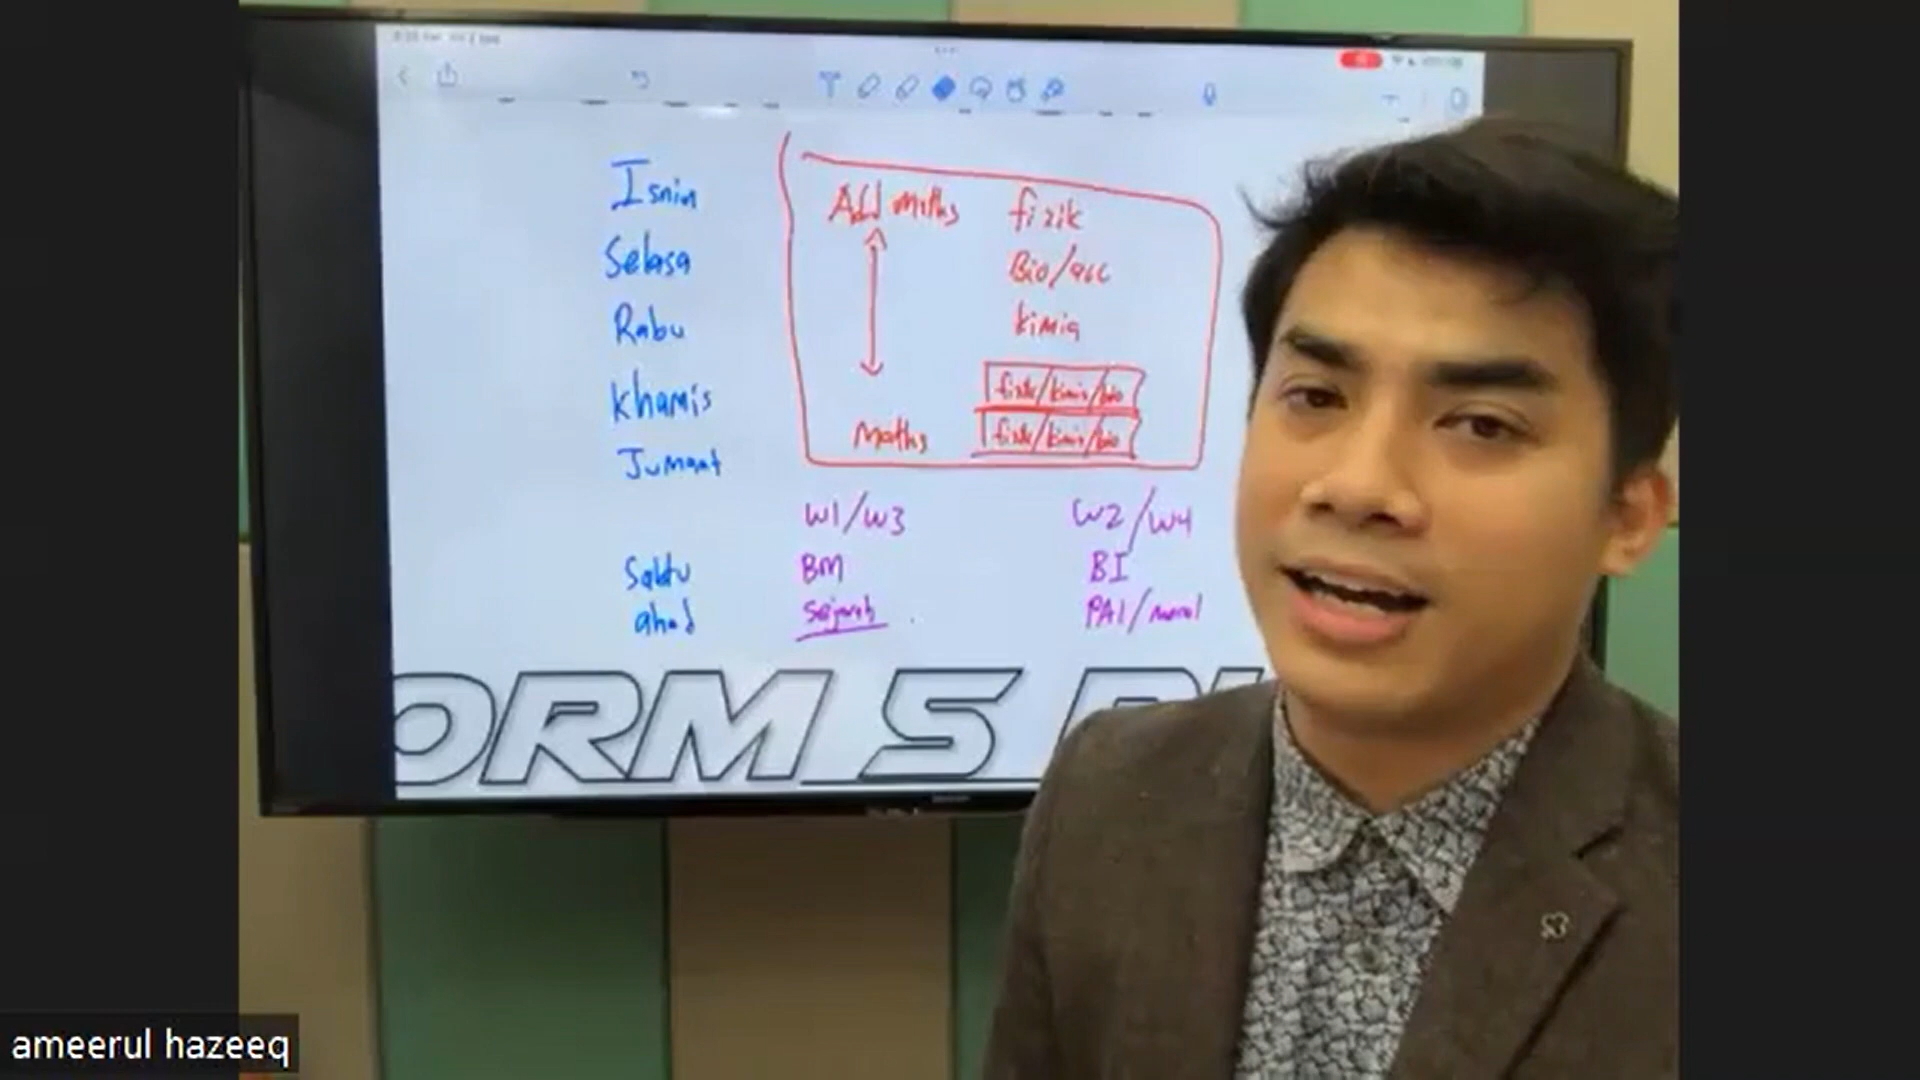 Isnin Add Maths fizik
Selasa Bio/acc
Rabu kimia
Khamis fizik/kimia/bio
Jumaat Maths fizik/kimia/bio
W1/W3 W2/W4
Sabtu BM BI
ahad Sejarah PAI/moral
ORM 5
ameerul hazeeq